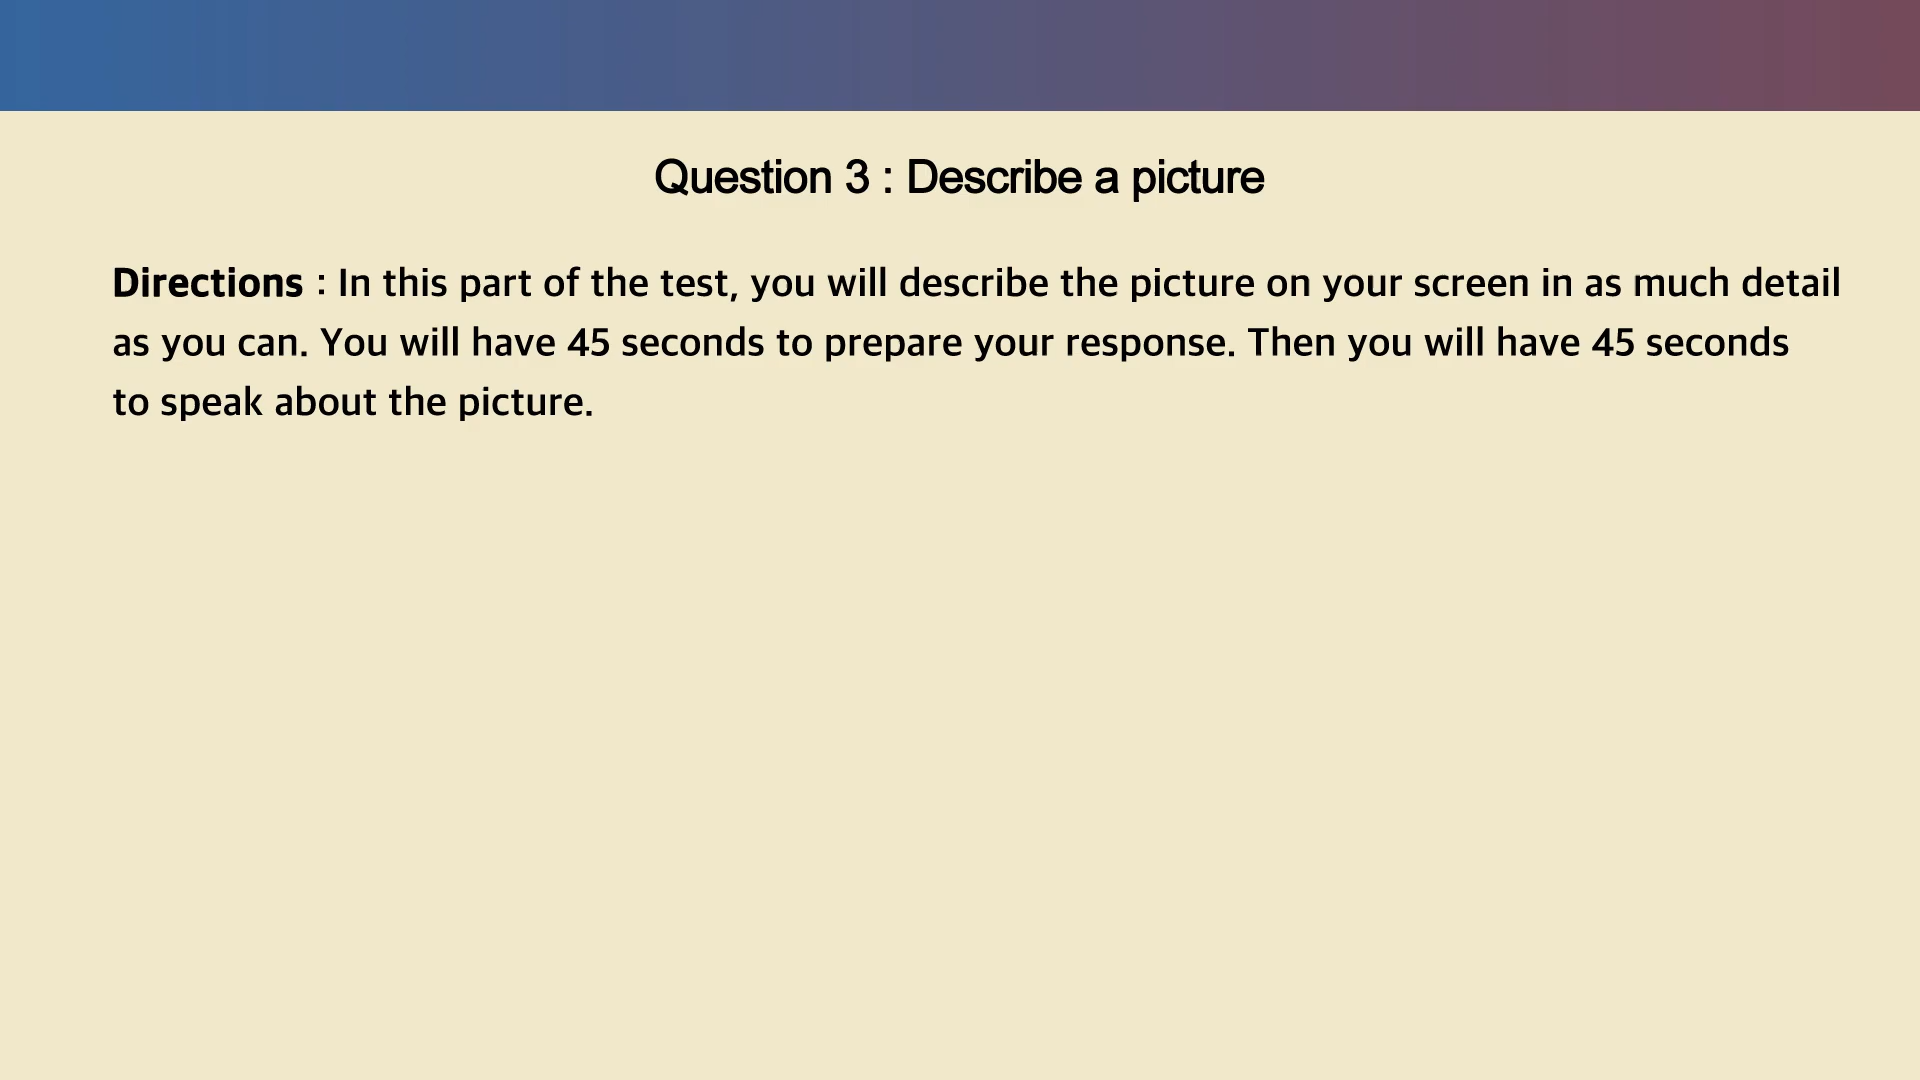 Question 3 : Describe a picture
Directions : In this part of the test, you will describe the picture on your screen in as much detail
as you can. You will have 45 seconds to prepare your response. Then you will have 45 seconds
to speak about the picture.